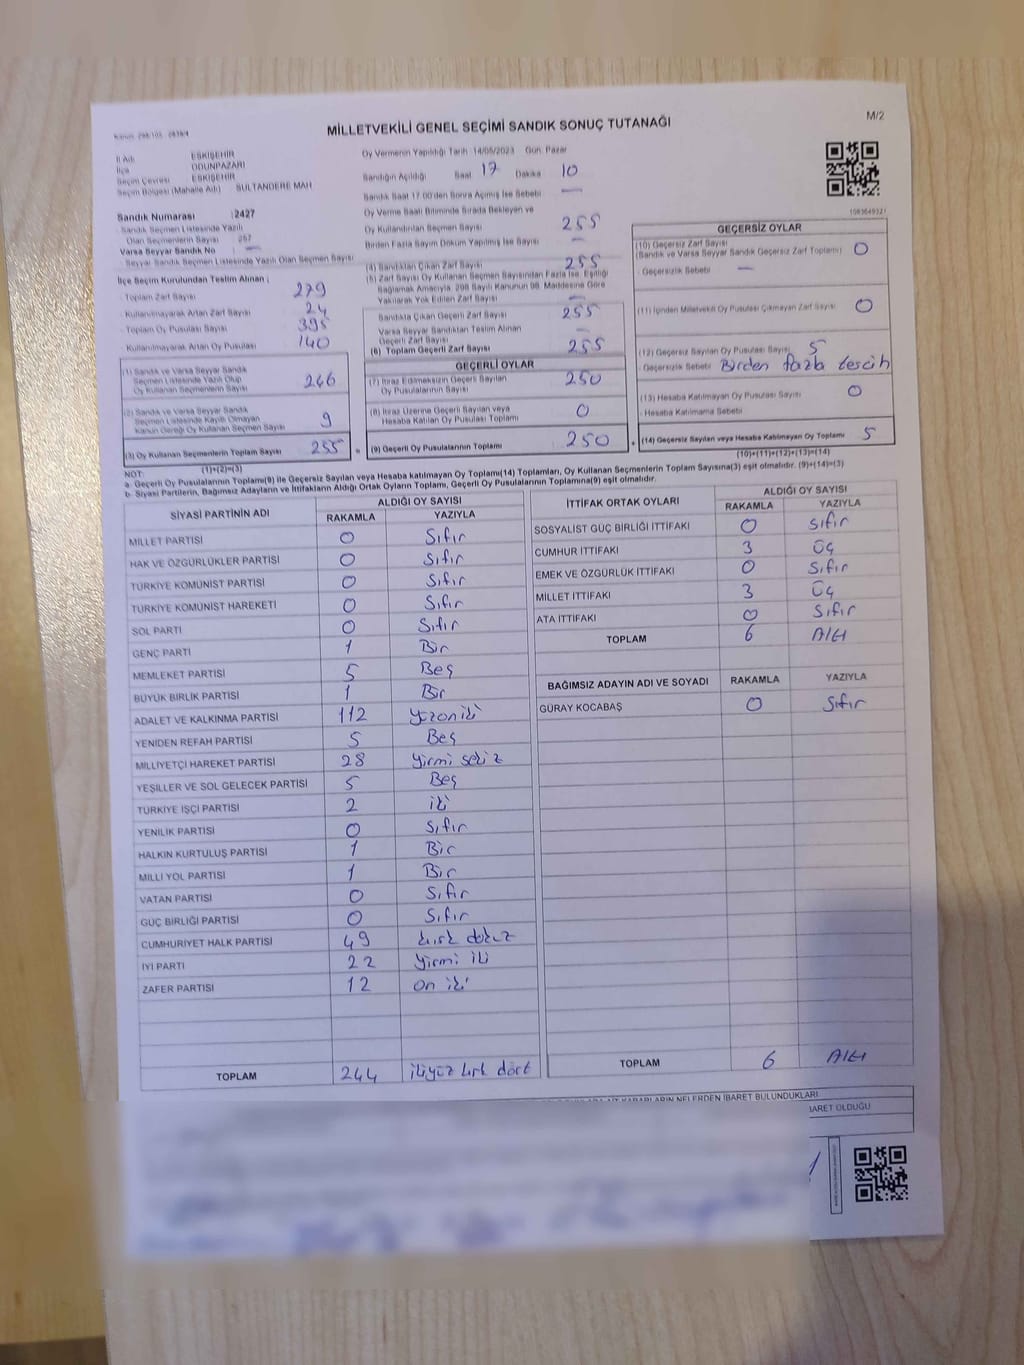 MİLLETVEKİLİ GENEL SEÇİMİ SANDIK SONUÇ TUTANAĞI
M/2
İl Adı ESKİŞEHİR
İlçe ODUNPAZARI
Seçim Çevresi ESKİŞEHİR
Seçim Bölgesi (Mahalle Adı) SULTANDERE MAH
Sandık Numarası : 2427
Sandık Seçmen Listesinde Yazılı
Olan Seçmenlerin Sayısı 257
Varsa Seyyar Sandık No —
Seyyar Sandık Seçmen Listesinde Yazılı Olan Seçmen Sayısı
İlçe Seçim Kurulundan Teslim Alınan ;
- Toplam Zarf Sayısı 279
- Kullanılmayarak Artan Zarf Sayısı 24
- Toplam Oy Pusulası Sayısı 395
- Kullanılmayarak Artan Oy Pusulası 140
(1) Sandık ve Varsa Seyyar Sandık
Seçmen Listesinde Yazılı Olup
Oy Kullanan Seçmenlerin Sayısı 246
(2) Sandık ve Varsa Seyyar Sandık
Seçmen Listesinde Kayıtlı Olmayan
Kanun Gereği Oy Kullanan Seçmen Sayısı 9
(3) Oy Kullanan Seçmenlerin Toplam Sayısı 255
(1)+(2)=(3)
Oy Vermenin Yapıldığı Tarih 14/05/2023 Gün: Pazar
Sandığın Açıldığı Saat 17 Dakika 10
Sandık Saat 17.00'den Sonra Açılmış İse Sebebi —
Oy Verme Saati Bitiminde Sırada Bekleyen ve
Oy Kullandırılan Seçmen Sayısı 255
Birden Fazla Sayım Döküm Yapılmış İse Sayısı —
(4) Sandıktan Çıkan Zarf Sayısı 255
(5) Zarf Sayısı Oy Kullanan Seçmen Sayısından Fazla İse, Eşitliği
Sağlamak Amacıyla, 298 Sayılı Kanunun 98. Maddesine Göre
Yakılarak Yok Edilen Zarf Sayısı —
Sandıkta Çıkan Geçerli Zarf Sayısı 255
Varsa Seyyar Sandıktan Teslim Alınan
Geçerli Zarf Sayısı —
(6) Toplam Geçerli Zarf Sayısı 255
GEÇERLİ OYLAR
(7) İtiraz Edilmeksizin Geçerli Sayılan
Oy Pusulalarının Sayısı 250
(8) İtiraz Üzerine Geçerli Sayılan veya
Hesaba Katılan Oy Pusulalarının Toplamı 0
(9) Geçerli Oy Pusulalarının Toplamı 250
GEÇERSİZ OYLAR
(10) Geçersiz Zarf Sayısı
(Sandık ve Varsa Seyyar Sandık Geçersiz Zarf Toplamı) 0
- Geçersizlik Sebebi —
(11) İçinden Milletvekili Oy Pusulası Çıkmayan Zarf Sayısı 0
(12) Geçersiz Sayılan Oy Pusulası Sayısı 5
- Geçersizlik Sebebi Birden fazla tercih
(13) Hesaba Katılmayan Oy Pusulası Sayısı 0
- Hesaba Katılmama Sebebi
(14) Geçersiz Sayılan veya Hesaba Katılmayan Oy Toplamı 5
(10)+(11)+(12)+(13)=(14)
NOT:
a- Geçerli Oy Pusulalarının Toplamı(9) ile Geçersiz Sayılan veya Hesaba katılmayan Oy Toplamı(14) Toplamları, Oy Kullanan Seçmenlerin Toplam Sayısına(3) eşit olmalıdır. (9)+(14)=(3)
b- Siyasi Partilerin, Bağımsız Adayların ve İttifakların Aldığı Ortak Oyların Toplamı, Geçerli Oy Pusulalarının Toplamına(9) eşit olmalıdır.
SİYASİ PARTİNİN ADI ALDIĞI OY SAYISI
RAKAMLA YAZIYLA
MİLLET PARTİSİ 0 Sıfır
HAK VE ÖZGÜRLÜKLER PARTİSİ 0 Sıfır
TÜRKİYE KOMÜNİST PARTİSİ 0 Sıfır
TÜRKİYE KOMÜNİST HAREKETİ 0 Sıfır
SOL PARTİ 0 Sıfır
GENÇ PARTİ 1 Bir
MEMLEKET PARTİSİ 5 Beş
BÜYÜK BİRLİK PARTİSİ 1 Bir
ADALET VE KALKINMA PARTİSİ 112 yüzoniki
YENİDEN REFAH PARTİSİ 5 Beş
MİLLİYETÇİ HAREKET PARTİSİ 28 yirmi sekiz
YEŞİLLER VE SOL GELECEK PARTİSİ 5 Beş
TÜRKİYE İŞÇİ PARTİSİ 2 iki
YENİLİK PARTİSİ 0 Sıfır
HALKIN KURTULUŞ PARTİSİ 1 Bir
MİLLİ YOL PARTİSİ 1 Bir
VATAN PARTİSİ 0 Sıfır
GÜÇ BİRLİĞİ PARTİSİ 0 Sıfır
CUMHURİYET HALK PARTİSİ 49 kırk dokuz
İYİ PARTİ 22 yirmi iki
ZAFER PARTİSİ 12 on iki
TOPLAM 244 ikiyüz kırk dört
İTTİFAK ORTAK OYLARI ALDIĞI OY SAYISI
RAKAMLA YAZIYLA
SOSYALİST GÜÇ BİRLİĞİ İTTİFAKI 0 Sıfır
CUMHUR İTTİFAKI 3 Üç
EMEK VE ÖZGÜRLÜK İTTİFAKI 0 Sıfır
MİLLET İTTİFAKI 3 Üç
ATA İTTİFAKI 0 Sıfır
TOPLAM 6 Altı
BAĞIMSIZ ADAYIN ADI VE SOYADI RAKAMLA YAZIYLA
GÜRAY KOCABAŞ 0 Sıfır
TOPLAM 6 Altı
NELERDEN İBARET BULUNDUKLARI
BARET OLDUĞU